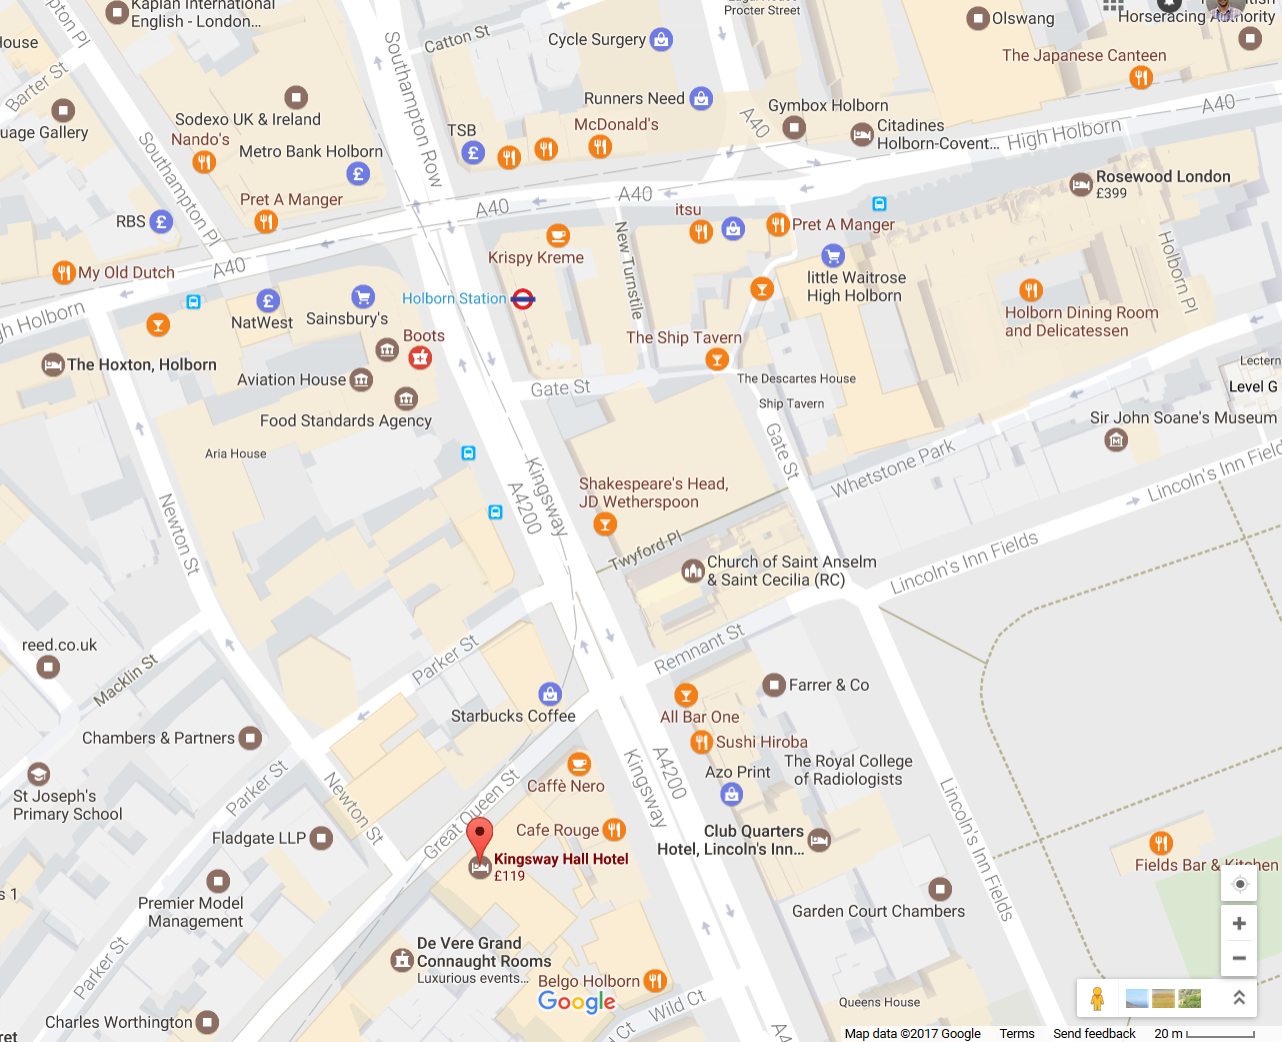 Kaplan International
English - London...
Southampton Pl
Procter Street
Olswang
Horseracing Authority
House
Barter St
Catton St
Cycle Surgery
The Japanese Canteen
Southampton Row
Sodexo UK & Ireland
Runners Need
A40
Gymbox Holborn
Citadines
Holborn-Covent...
High Holborn
A40
uage Gallery
Nando's
Metro Bank Holborn
TSB
McDonald's
Southampton Pl
Rosewood London
£399
RBS
Pret A Manger
A40
A40
itsu
Pret A Manger
New Turnstile
Krispy Kreme
My Old Dutch
A40
little Waitrose
High Holborn
Holborn Pl
Holborn Station
NatWest
Sainsbury's
gh Holborn
Boots
Holborn Dining Room
and Delicatessen
The Ship Tavern
The Hoxton, Holborn
Aviation House
Gate St
The Descartes House
Lectern
Level G
Food Standards Agency
Ship Tavern
Sir John Soane's Museum
Aria House
Gate St
Whetstone Park
Lincoln's Inn Field
Kingsway
A4200
Shakespeare's Head,
JD Wetherspoon
Newton St
Twyford Pl
Church of Saint Anselm
& Saint Cecilia (RC)
Lincoln's Inn Fields
reed.co.uk
Macklin St
Parker St
Remnant St
Farrer & Co
Starbucks Coffee
All Bar One
Chambers & Partners
Sushi Hiroba
St Joseph's
Primary School
Parker St
Newton St
Great Queen St
Caffè Nero
Kingsway
A4200
Azo Print
The Royal College
of Radiologists
Lincoln's Inn Fields
Fladgate LLP
Cafe Rouge
Club Quarters
Hotel, Lincoln's Inn...
Kingsway Hall Hotel
£119
Fields Bar & Kitchen
s 1
Premier Model
Management
Garden Court Chambers
Parker St
De Vere Grand
Connaught Rooms
Luxurious events...
Belgo Holborn
Google
Wild Ct
Queens House
Charles Worthington
ret
Ct
A4
Map data ©2017 Google
Terms
Send feedback
20 m